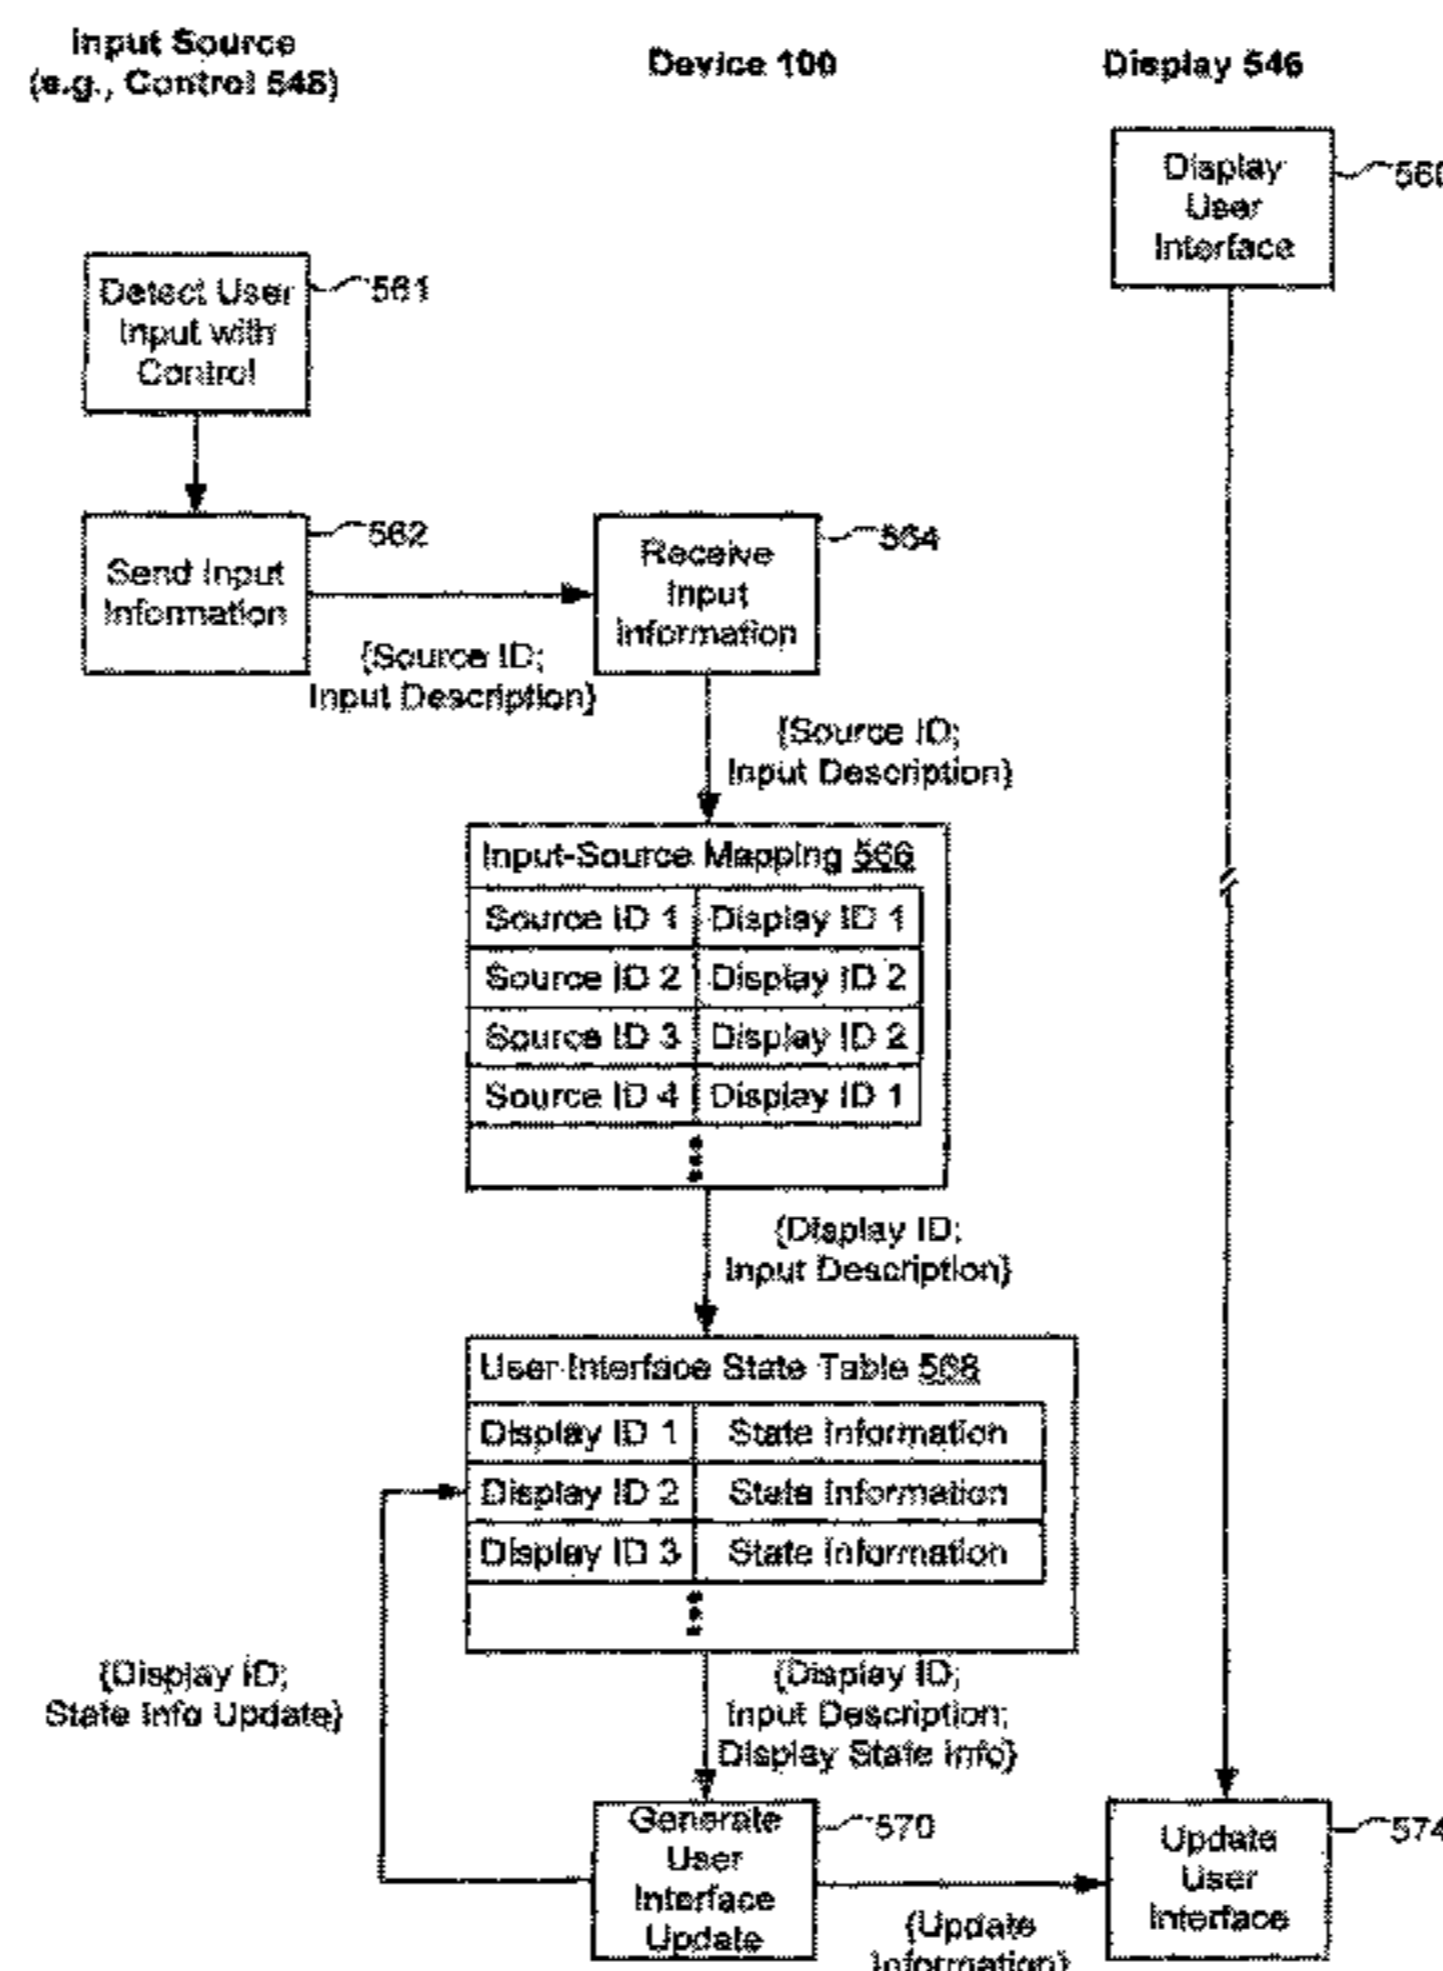 Input Source
(e.g., Control 548)
Device 100
Display 546
Display
User
Interface
560
Detect User
Input with
Control
561
Send Input
Information
562
{Source ID;
Input Description}
Receive
Input
Information
564
{Source ID;
Input Description}
Input-Source Mapping 566
Source ID 1 Display ID 1
Source ID 2 Display ID 2
Source ID 3 Display ID 2
Source ID 4 Display ID 1
{Display ID;
Input Description}
User Interface State Table 568
Display ID 1 State Information
Display ID 2 State Information
Display ID 3 State Information
{Display ID;
State Info Update}
{Display ID;
Input Description;
Display State Info}
Generate
User
Interface
Update
570
{Update
Information}
Update
User
Interface
574